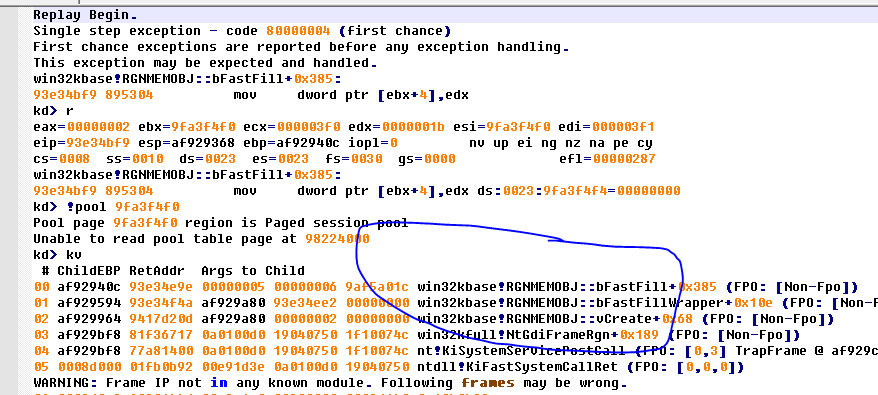 Replay Begin.
Single step exception - code 80000004 (first chance)
First chance exceptions are reported before any exception handling.
This exception may be expected and handled.
win32kbase!RGNMEMOBJ::bFastFill+0x385:
93e34bf9 895304          mov     dword ptr [ebx+4],edx
kd> r
eax=00000002 ebx=9fa3f4f0 ecx=000003f0 edx=0000001b esi=9fa3f4f0 edi=000003f1
eip=93e34bf9 esp=af929368 ebp=af92940c iopl=0         nv up ei ng nz na pe cy
cs=0008  ss=0010  ds=0023  es=0023  fs=0030  gs=0000             efl=00000287
win32kbase!RGNMEMOBJ::bFastFill+0x385:
93e34bf9 895304          mov     dword ptr [ebx+4],edx ds:0023:9fa3f4f4=00000000
kd> !pool 9fa3f4f0
Pool page 9fa3f4f0 region is Paged session pool
Unable to read pool table page at 98224000
kd> kv
 # ChildEBP RetAddr  Args to Child
00 af92940c 93e34e9e 00000005 00000006 9af5a01c win32kbase!RGNMEMOBJ::bFastFill+0x385 (FPO: [Non-Fpo])
01 af929594 93e34f4a af929a80 93e34ee2 00000000 win32kbase!RGNMEMOBJ::bFastFillWrapper+0x10e (FPO: [Non-F
02 af929964 9417d20d af929a80 00000002 00000000 win32kbase!RGNMEMOBJ::vCreate+0x68 (FPO: [Non-Fpo])
03 af929bf8 81f36717 0a0100d0 19040750 1f10074c win32kfull!NtGdiFrameRgn+0x189 (FPO: [Non-Fpo])
04 af929bf8 77a81400 0a0100d0 19040750 1f10074c nt!KiSystemServicePostCall (FPO: [0,3] TrapFrame @ af929c
05 0008d000 01fb0b92 00e91d3e 0a0100d0 19040750 ntdll!KiFastSystemCallRet (FPO: [0,0,0])
WARNING: Frame IP not in any known module. Following frames may be wrong.